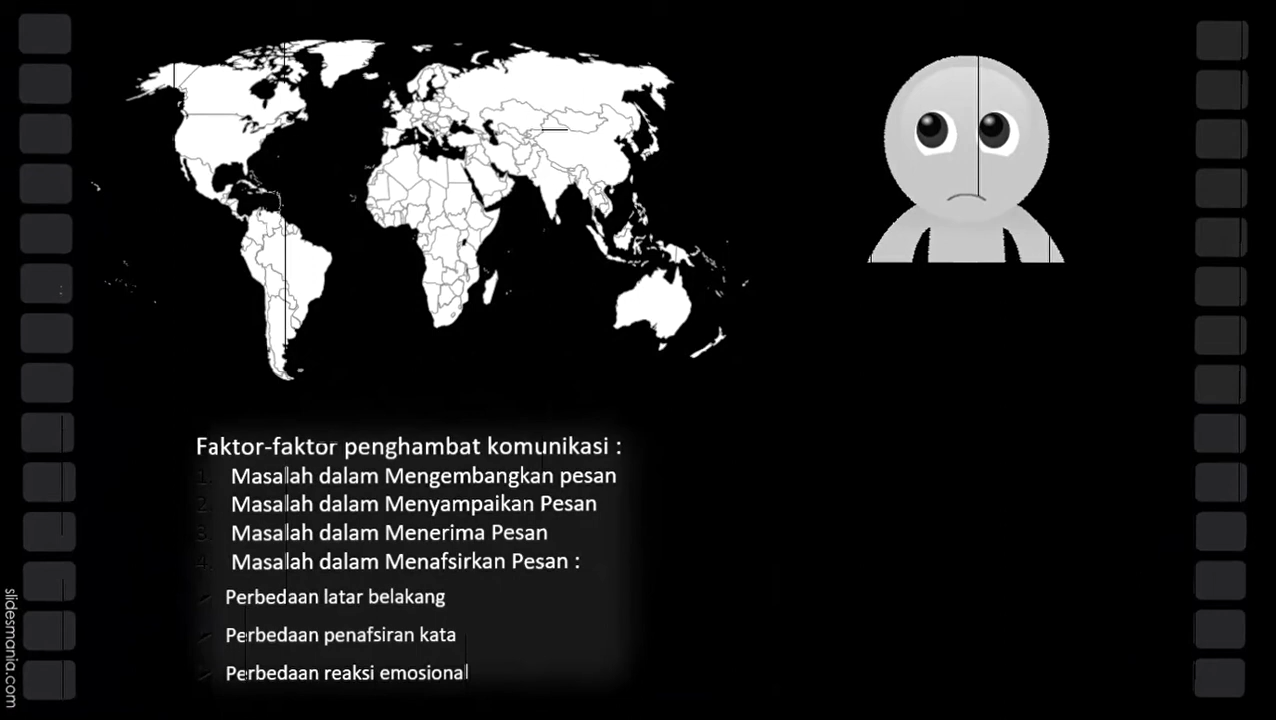 Faktor-faktor penghambat komunikasi :
1. Masalah dalam Mengembangkan pesan
2. Masalah dalam Menyampaikan Pesan
3. Masalah dalam Menerima Pesan
4. Masalah dalam Menafsirkan Pesan :
➢ Perbedaan latar belakang
➢ Perbedaan penafsiran kata
➢ Perbedaan reaksi emosional
slidesmania.com